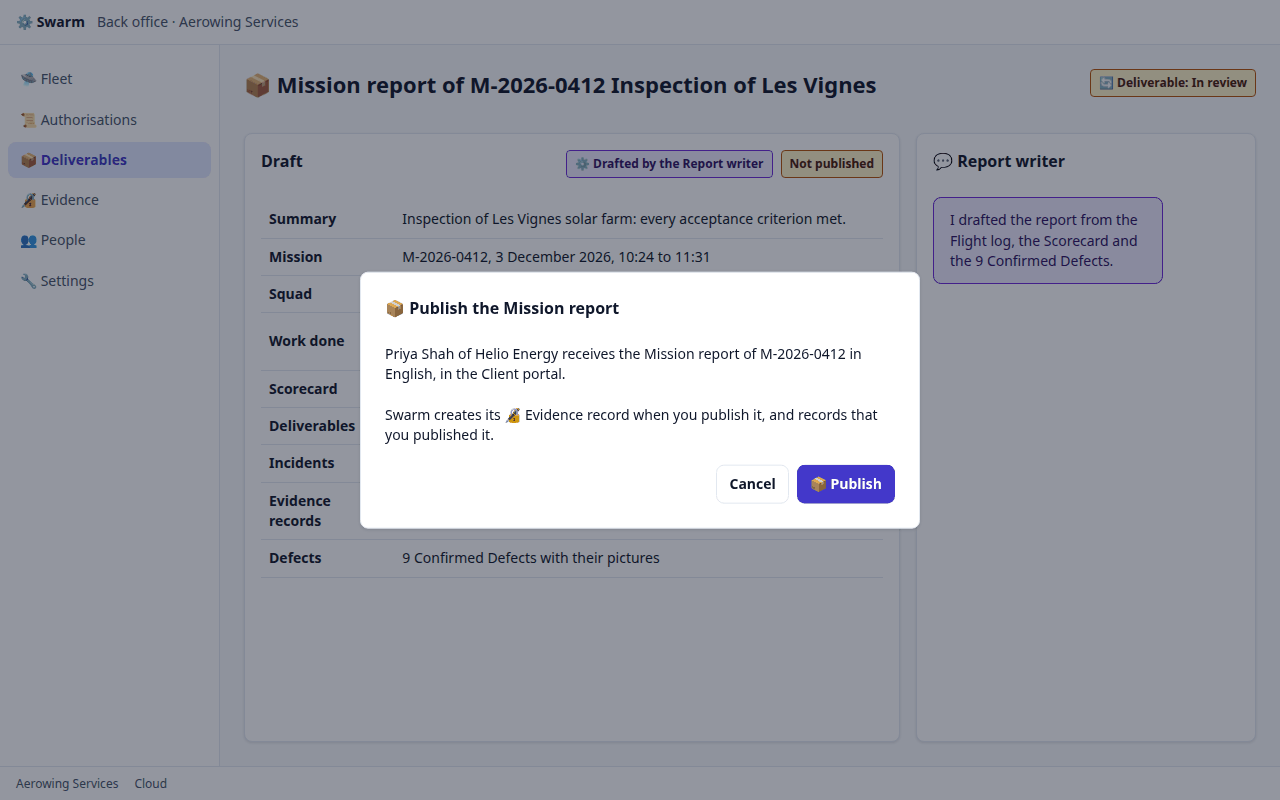 ⚙️ Swarm Back office · Aerowing Services
🛸 Fleet
📜 Authorisations
📦 Deliverables
🔏 Evidence
👥 People
🔧 Settings
📦 Mission report of M-2026-0412 Inspection of Les Vignes
🔄 Deliverable: In review
Draft
⚙️ Drafted by the Report writer
Not published
Summary Inspection of Les Vignes solar farm: every acceptance criterion met.
Mission M-2026-0412, 3 December 2026, 10:24 to 11:31
Squad
Work done
Scorecard
Deliverables
Incidents
Evidence
records
Defects 9 Confirmed Defects with their pictures
💬 Report writer
I drafted the report from the
Flight log, the Scorecard and
the 9 Confirmed Defects.
📦 Publish the Mission report
Priya Shah of Helio Energy receives the Mission report of M-2026-0412 in
English, in the Client portal.
Swarm creates its 🔏 Evidence record when you publish it, and records that
you published it.
Cancel
📦 Publish
Aerowing Services Cloud